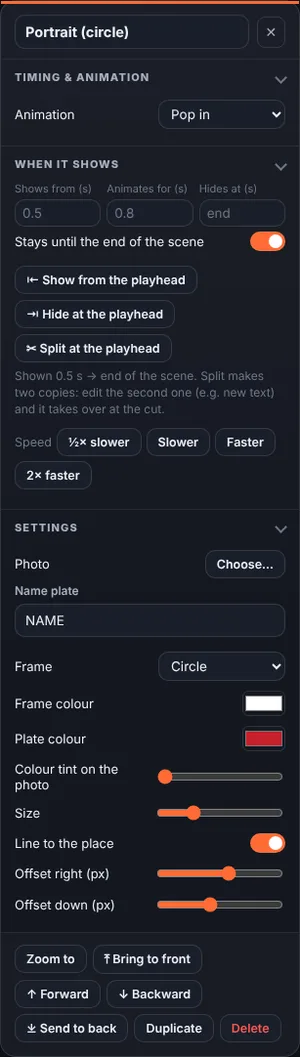 Portrait (circle) ✕
TIMING & ANIMATION
Animation Pop in
WHEN IT SHOWS
Shows from (s) Animates for (s) Hides at (s)
0.5 0.8 end
Stays until the end of the scene
⇤ Show from the playhead
⇥ Hide at the playhead
✂ Split at the playhead
Shown 0.5 s → end of the scene. Split makes
two copies: edit the second one (e.g. new text)
and it takes over at the cut.
Speed ½× slower Slower Faster
2× faster
SETTINGS
Photo Choose...
Name plate
NAME
Frame Circle
Frame colour
Plate colour
Colour tint on the
photo
Size
Line to the place
Offset right (px)
Offset down (px)
Zoom to ⤒ Bring to front
↑ Forward ↓ Backward
⤓ Send to back Duplicate Delete